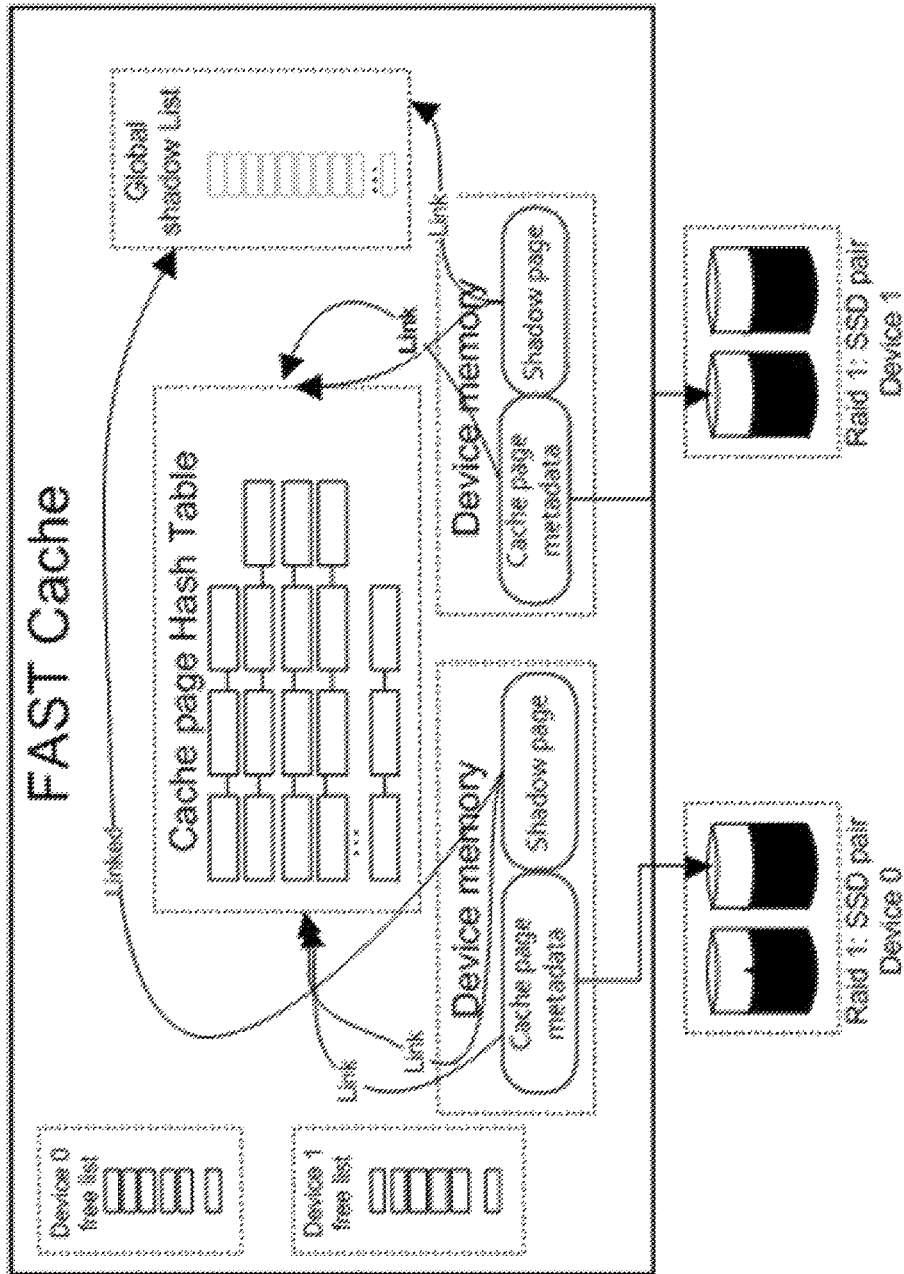 FAST Cache
Device 0
free list
Device 1
free list
Linked
Cache page Hash Table
...
Global
shadow List
...
Link
Link
Device memory
Cache page
metadata
Shadow page
Link
Link
Device memory
Cache page
metadata
Shadow page
Raid 1: SSD pair
Device 0
Raid 1: SSD pair
Device 1